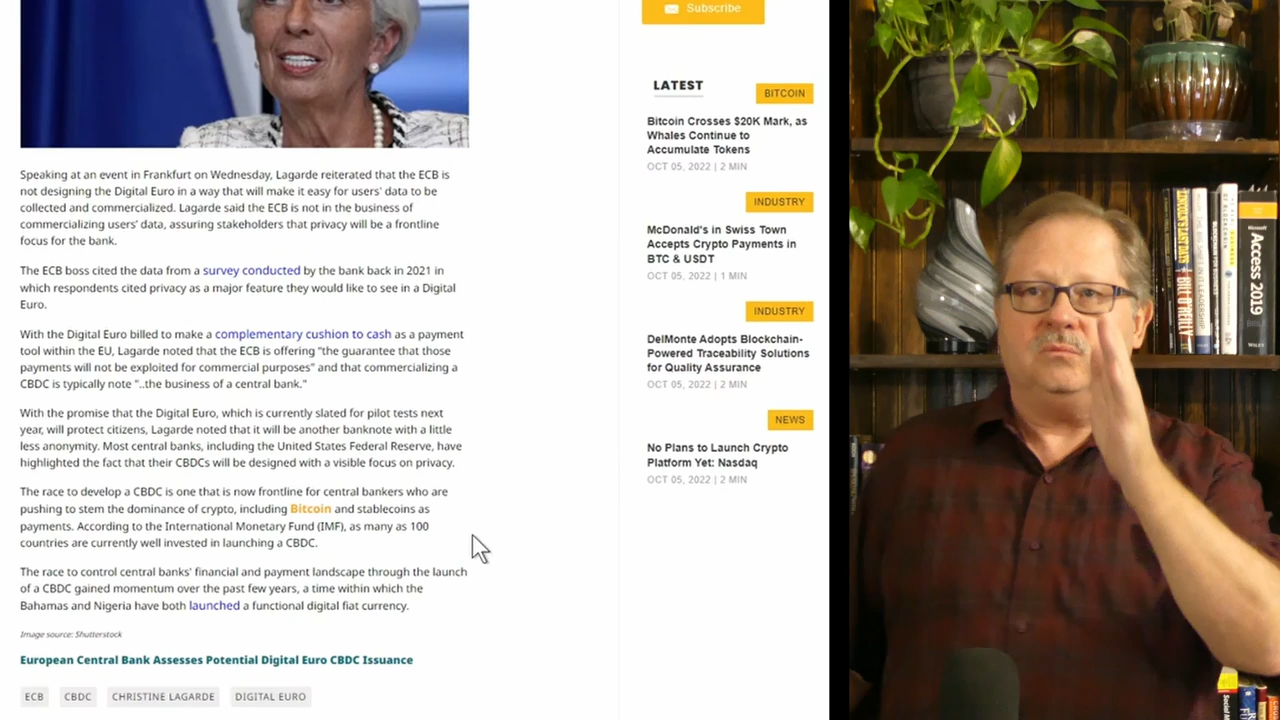 Speaking at an event in Frankfurt on Wednesday, Lagarde reiterated that the ECB is
not designing the Digital Euro in a way that will make it easy for users' data to be
collected and commercialized. Lagarde said the ECB is not in the business of
commercializing users' data, assuring stakeholders that privacy will be a frontline
focus for the bank.
The ECB boss cited the data from a survey conducted by the bank back in 2021 in
which respondents cited privacy as a major feature they would like to see in a Digital
Euro.
With the Digital Euro billed to make a complementary cushion to cash as a payment
tool within the EU, Lagarde noted that the ECB is offering "the guarantee that those
payments will not be exploited for commercial purposes" and that commercializing a
CBDC is typically note "..the business of a central bank."
With the promise that the Digital Euro, which is currently slated for pilot tests next
year, will protect citizens, Lagarde noted that it will be another banknote with a little
less anonymity. Most central banks, including the United States Federal Reserve, have
highlighted the fact that their CBDCs will be designed with a visible focus on privacy.
The race to develop a CBDC is one that is now frontline for central bankers who are
pushing to stem the dominance of crypto, including Bitcoin and stablecoins as
payments. According to the International Monetary Fund (IMF), as many as 100
countries are currently well invested in launching a CBDC.
The race to control central banks' financial and payment landscape through the launch
of a CBDC gained momentum over the past few years, a time within which the
Bahamas and Nigeria have both launched a functional digital fiat currency.
Image source: Shutterstock
European Central Bank Assesses Potential Digital Euro CBDC Issuance
ECB CBDC CHRISTINE LAGARDE DIGITAL EURO
Subscribe
LATEST
BITCOIN
Bitcoin Crosses $20K Mark, as
Whales Continue to
Accumulate Tokens
OCT 05, 2022 | 2 MIN
INDUSTRY
McDonald's in Swiss Town
Accepts Crypto Payments in
BTC & USDT
OCT 05, 2022 | 1 MIN
INDUSTRY
DelMonte Adopts Blockchain-
Powered Traceability Solutions
for Quality Assurance
OCT 05, 2022 | 2 MIN
NEWS
No Plans to Launch Crypto
Platform Yet: Nasdaq
OCT 05, 2022 | 2 MIN
Microsoft
Access 2019
WILEY